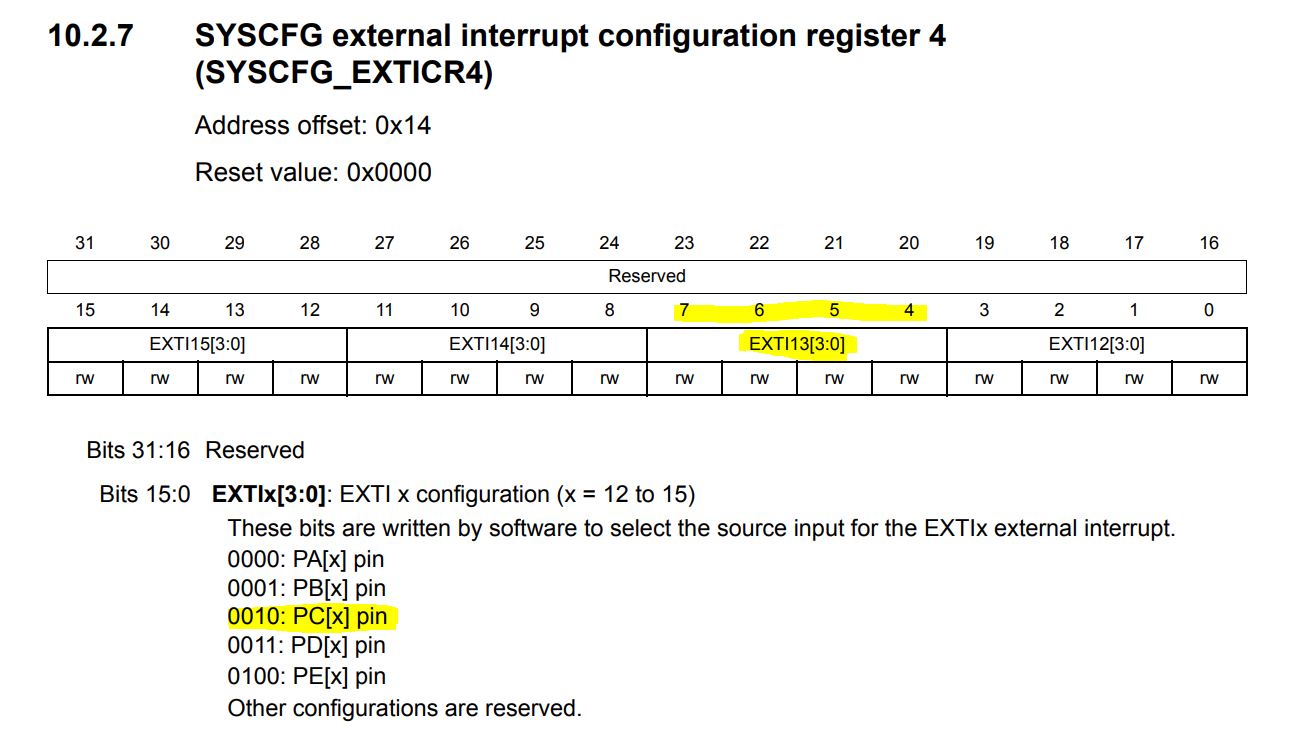 10.2.7 SYSCFG external interrupt configuration register 4
(SYSCFG_EXTICR4)
Address offset: 0x14
Reset value: 0x0000
31 30 29 28 27 26 25 24 23 22 21 20 19 18 17 16
Reserved
15 14 13 12 11 10 9 8 7 6 5 4 3 2 1 0
EXTI15[3:0] EXTI14[3:0] EXTI13[3:0] EXTI12[3:0]
rw rw rw rw rw rw rw rw rw rw rw rw rw rw rw rw
Bits 31:16 Reserved
Bits 15:0 EXTIx[3:0]: EXTI x configuration (x = 12 to 15)
These bits are written by software to select the source input for the EXTIx external interrupt.
0000: PA[x] pin
0001: PB[x] pin
0010: PC[x] pin
0011: PD[x] pin
0100: PE[x] pin
Other configurations are reserved.